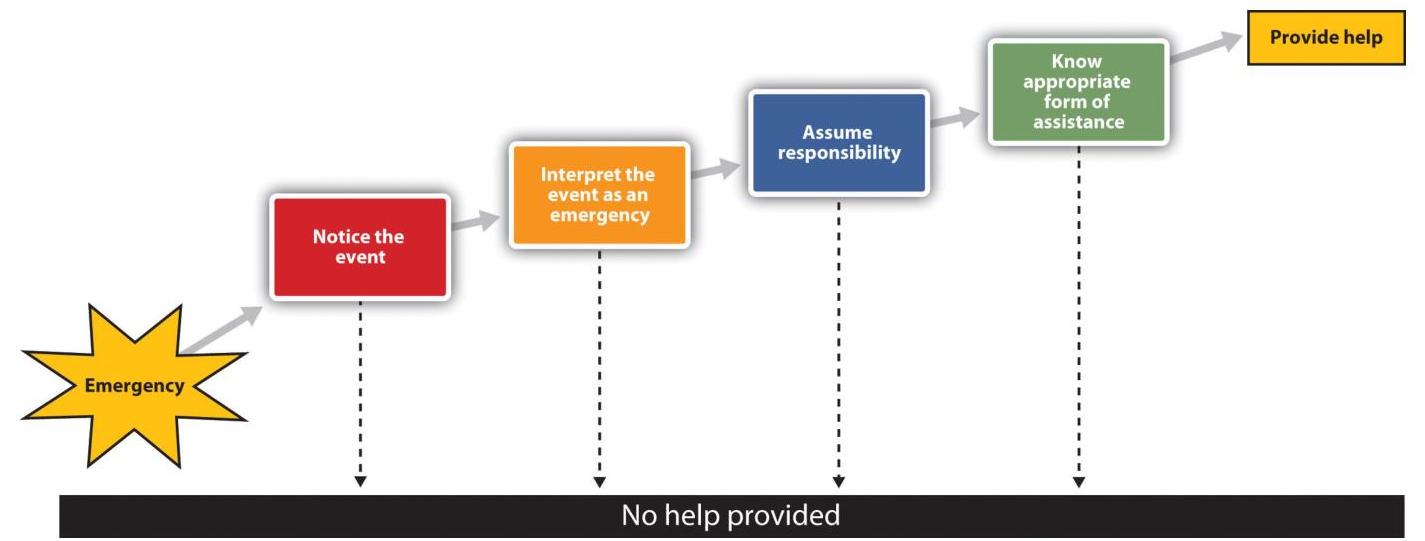 Emergency
Notice the
event
Interpret the
event as an
emergency
Assume
responsibility
Know
appropriate
form of
assistance
Provide help
No help provided